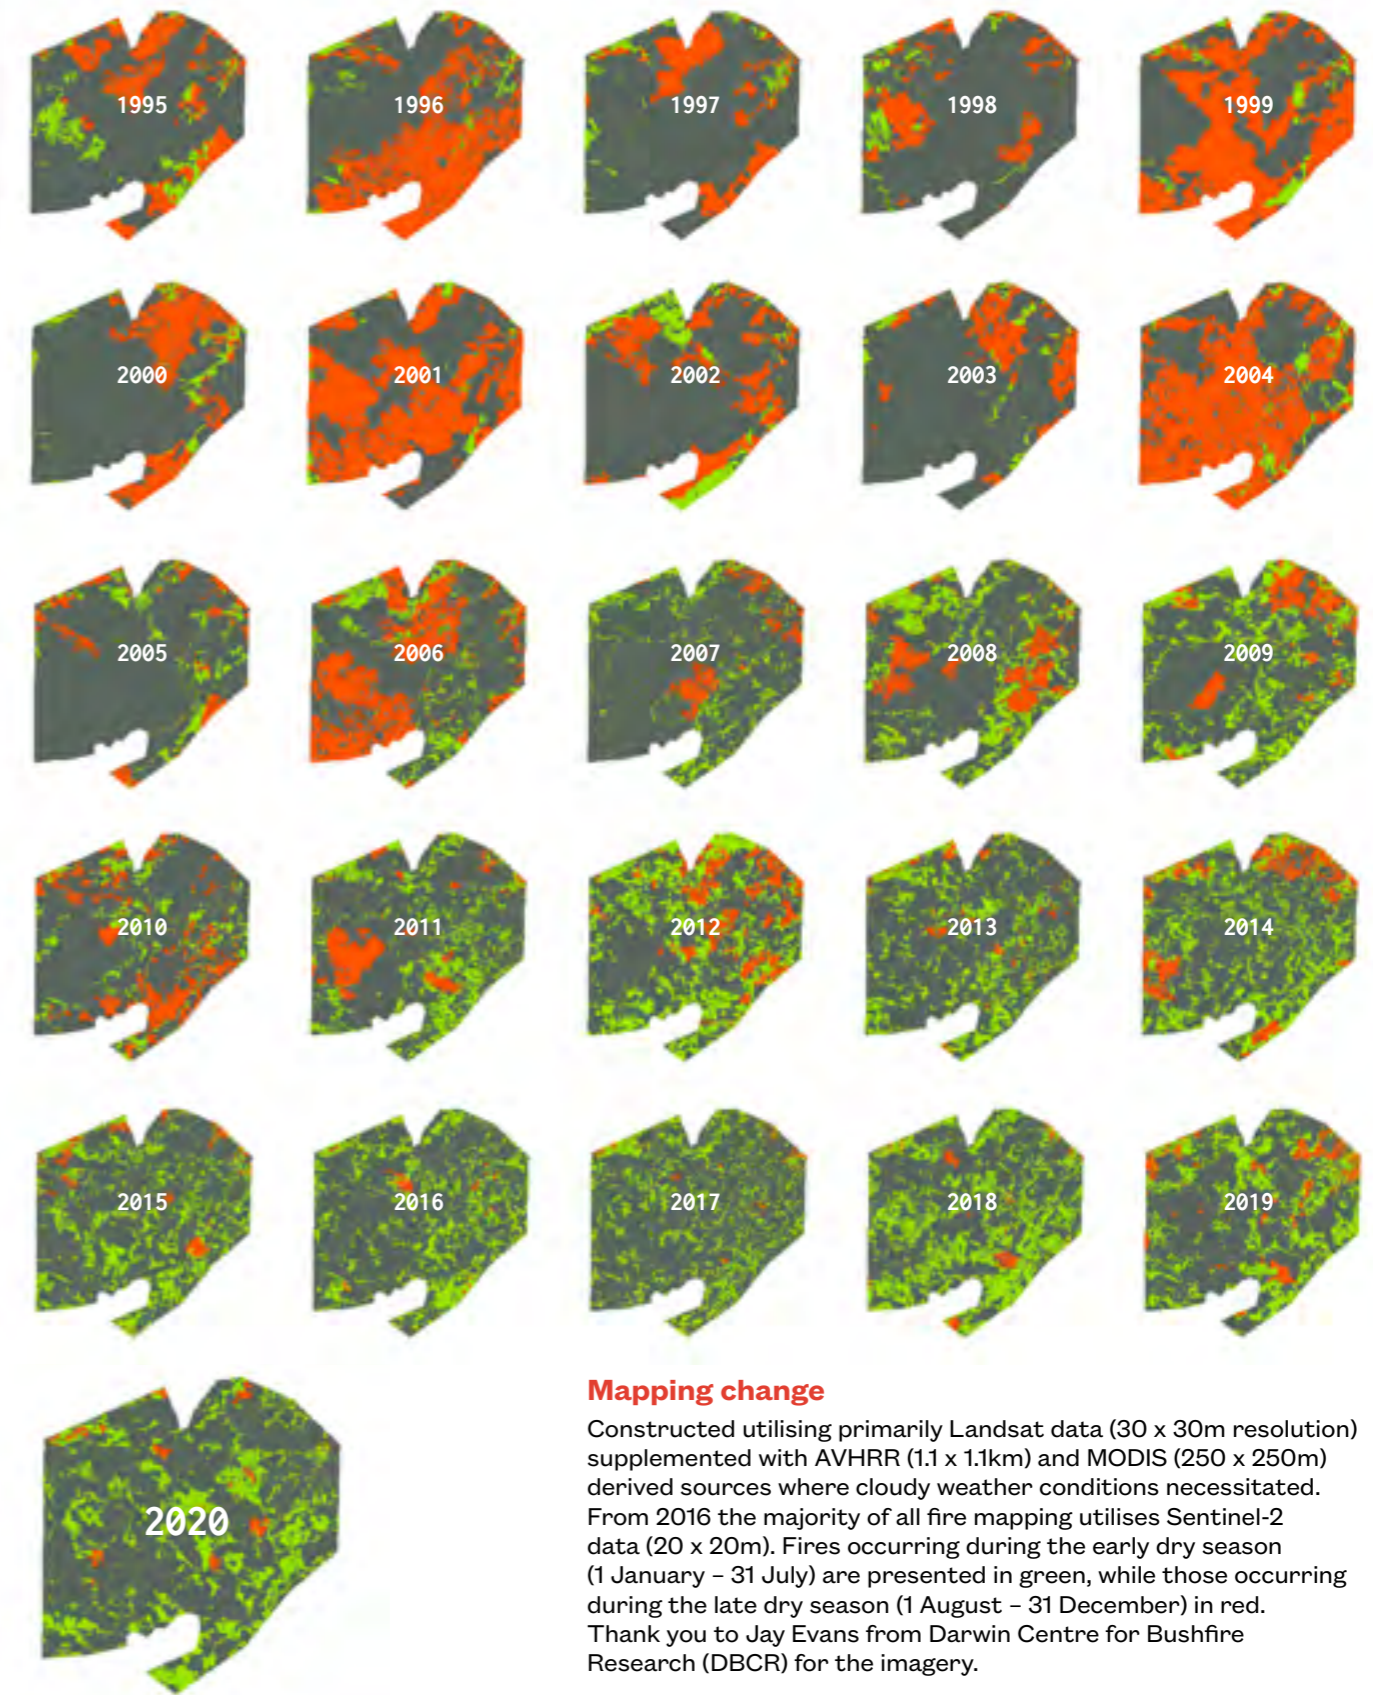 1995
1996
1997
1998
1999
2000
2001
2002
2003
2004
2005
2006
2007
2008
2009
2010
2011
2012
2013
2014
2015
2016
2017
2018
2019
2020
Mapping change
Constructed utilising primarily Landsat data (30 x 30m resolution)
supplemented with AVHRR (1.1 x 1.1km) and MODIS (250 x 250m)
derived sources where cloudy weather conditions necessitated.
From 2016 the majority of all fire mapping utilises Sentinel-2
data (20 x 20m). Fires occurring during the early dry season
(1 January – 31 July) are presented in green, while those occurring
during the late dry season (1 August – 31 December) in red.
Thank you to Jay Evans from Darwin Centre for Bushfire
Research (DBCR) for the imagery.